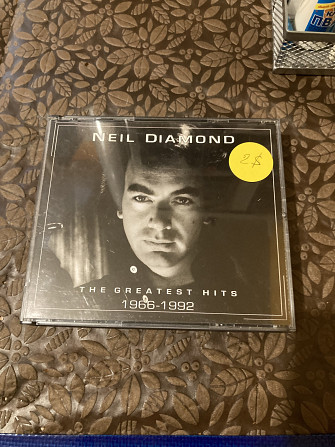 NEIL DIAMOND
2$
THE GREATEST HITS
1966-1992